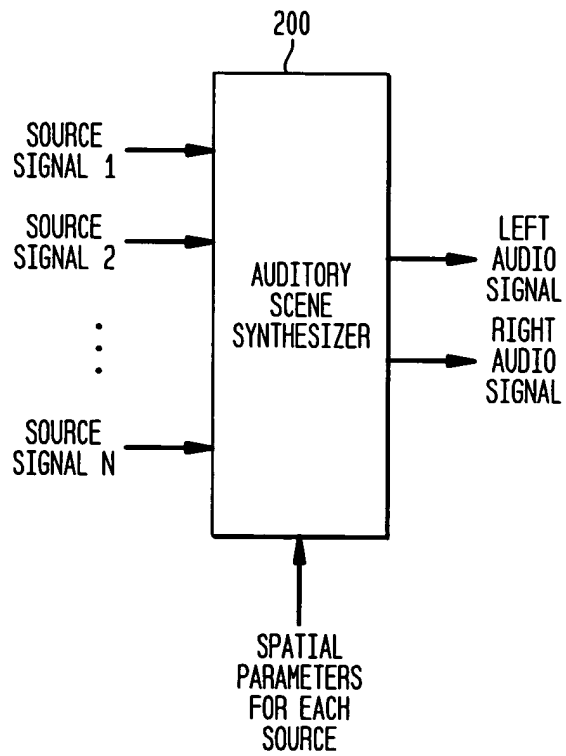 200
SOURCE
SIGNAL 1
SOURCE
SIGNAL 2
SOURCE
SIGNAL N
AUDITORY
SCENE
SYNTHESIZER
LEFT
AUDIO
SIGNAL
RIGHT
AUDIO
SIGNAL
SPATIAL
PARAMETERS
FOR EACH
SOURCE